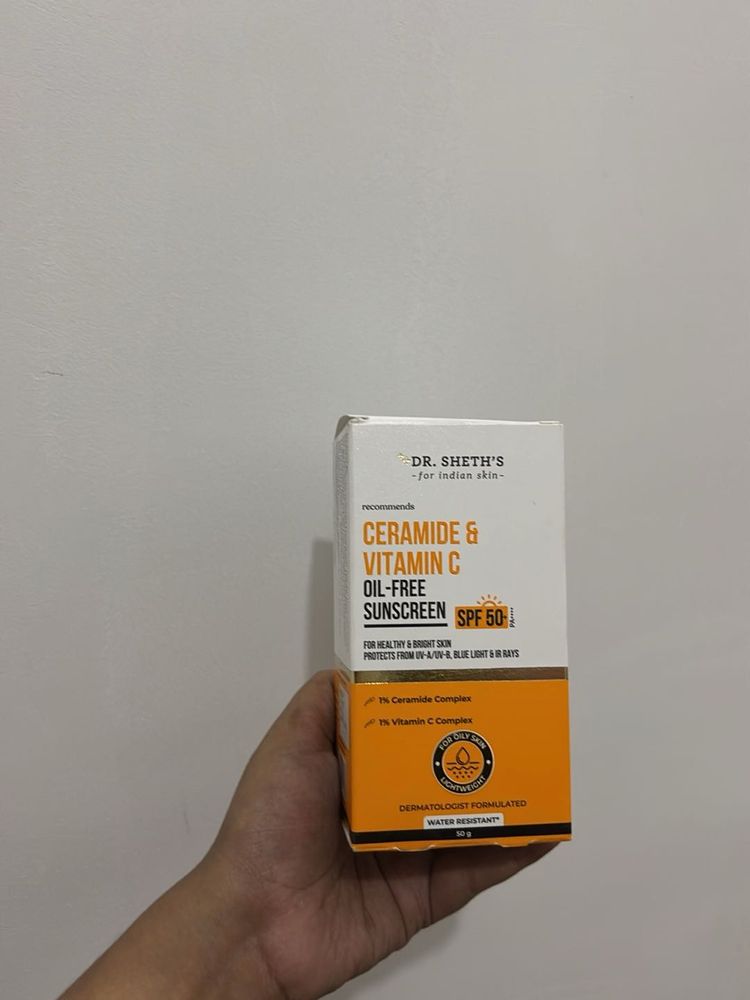 DR. SHETH'S
-for indian skin-
recommends
CERAMIDE &
VITAMIN C
OIL-FREE
SUNSCREEN
SPF 50+
PA++++
FOR HEALTHY & BRIGHT SKIN
PROTECTS FROM UV-A/UV-B, BLUE LIGHT & IR RAYS
1% Ceramide Complex
1% Vitamin C Complex
FOR OILY SKIN
LIGHTWEIGHT
DERMATOLOGIST FORMULATED
WATER RESISTANT*
50 g